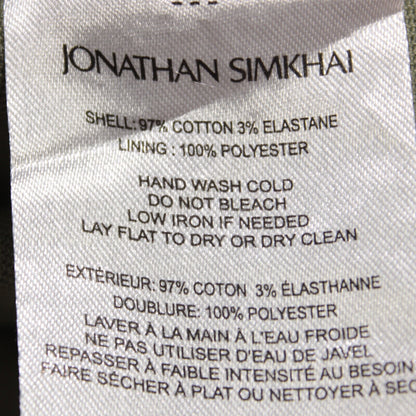 JONATHAN SIMKHAI
SHELL: 97% COTTON 3% ELASTANE
LINING : 100% POLYESTER
HAND WASH COLD
DO NOT BLEACH
LOW IRON IF NEEDED
LAY FLAT TO DRY OR DRY CLEAN
EXTÉRIEUR: 97% COTON 3% ÉLASTHANNE
DOUBLURE: 100% POLYESTER
LAVER À LA MAIN À L'EAU FROIDE
NE PAS UTILISER D'EAU DE JAVEL
REPASSER À FAIBLE INTENSITÉ AU BESOIN
FAIRE SÉCHER À PLAT OU NETTOYER À SEC